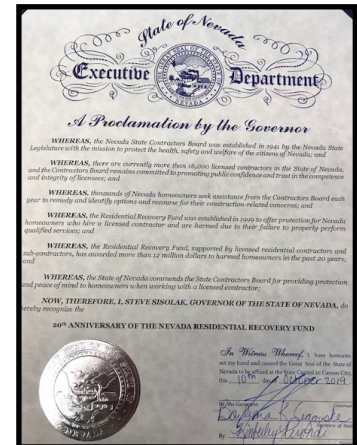 State of Nevada
Executive Department
A Proclamation by the Governor
WHEREAS, the Nevada State Contractors Board was established in 1941 by the Nevada State
Legislature with the mission to protect the health, safety and welfare of the citizens of Nevada; and
WHEREAS, there are currently more than 16,000 licensed contractors in the State of Nevada,
and the Contractors Board remains committed to promoting public confidence and trust in the competence
and integrity of licensees; and
WHEREAS, thousands of Nevada homeowners seek assistance from the Contractors Board each
year to remedy and identify options and recourse for their construction-related concerns; and
WHEREAS, the Residential Recovery Fund was established in 1999 to offer protection for Nevada
homeowners who hire a licensed contractor and are harmed due to their failure to properly perform
qualified services; and
WHEREAS, the Residential Recovery Fund, supported by licensed residential contractors and
sub-contractors, has awarded more than 12 million dollars to harmed homeowners in the past 20 years;
and
WHEREAS, the State of Nevada commends the State Contractors Board for providing protection
and peace of mind to homeowners when working with a licensed contractor;
NOW, THEREFORE, I, STEVE SISOLAK, GOVERNOR OF THE STATE OF NEVADA, do
hereby recognize the
20th ANNIVERSARY OF THE NEVADA RESIDENTIAL RECOVERY FUND
In Witness Whereof, I have hereunto
set my hand and caused the Great Seal of the State of
Nevada to be affixed at the State Capitol in Carson City,
this 10th day of October 2019
Governor
By the Governor:
Secretary of State
By
NEVADA